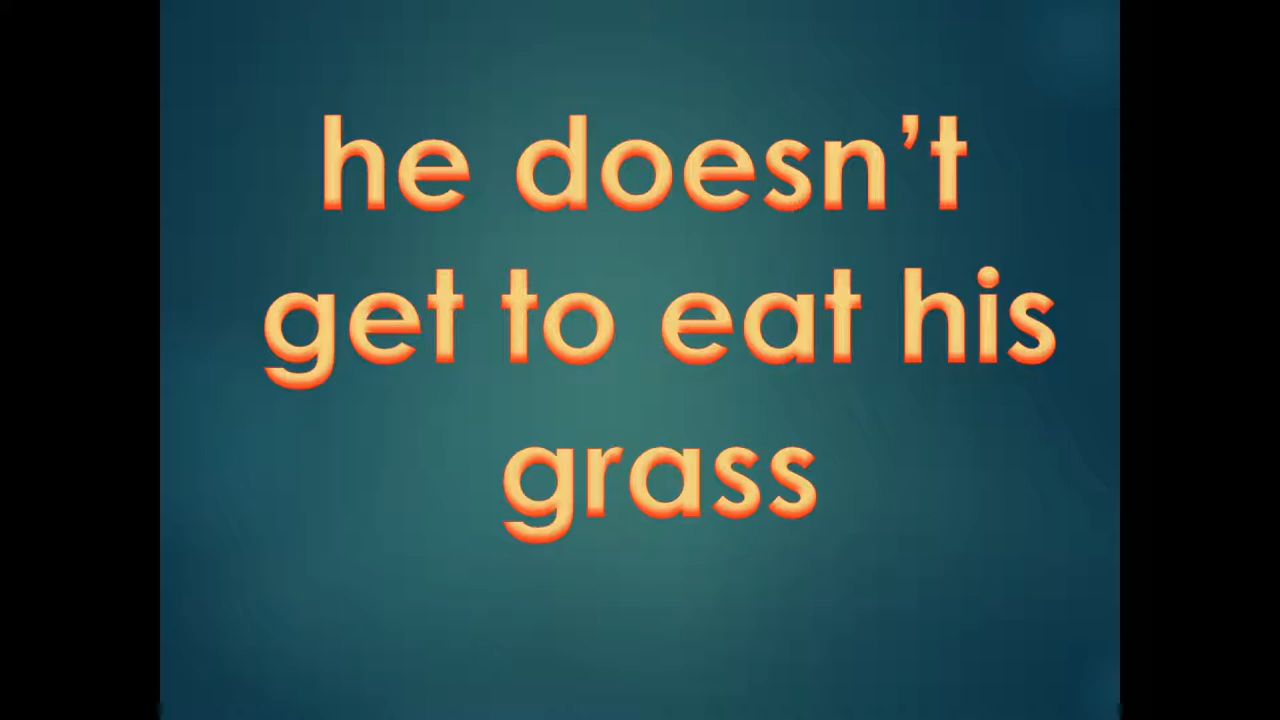 he doesn’t
get to eat his
grass